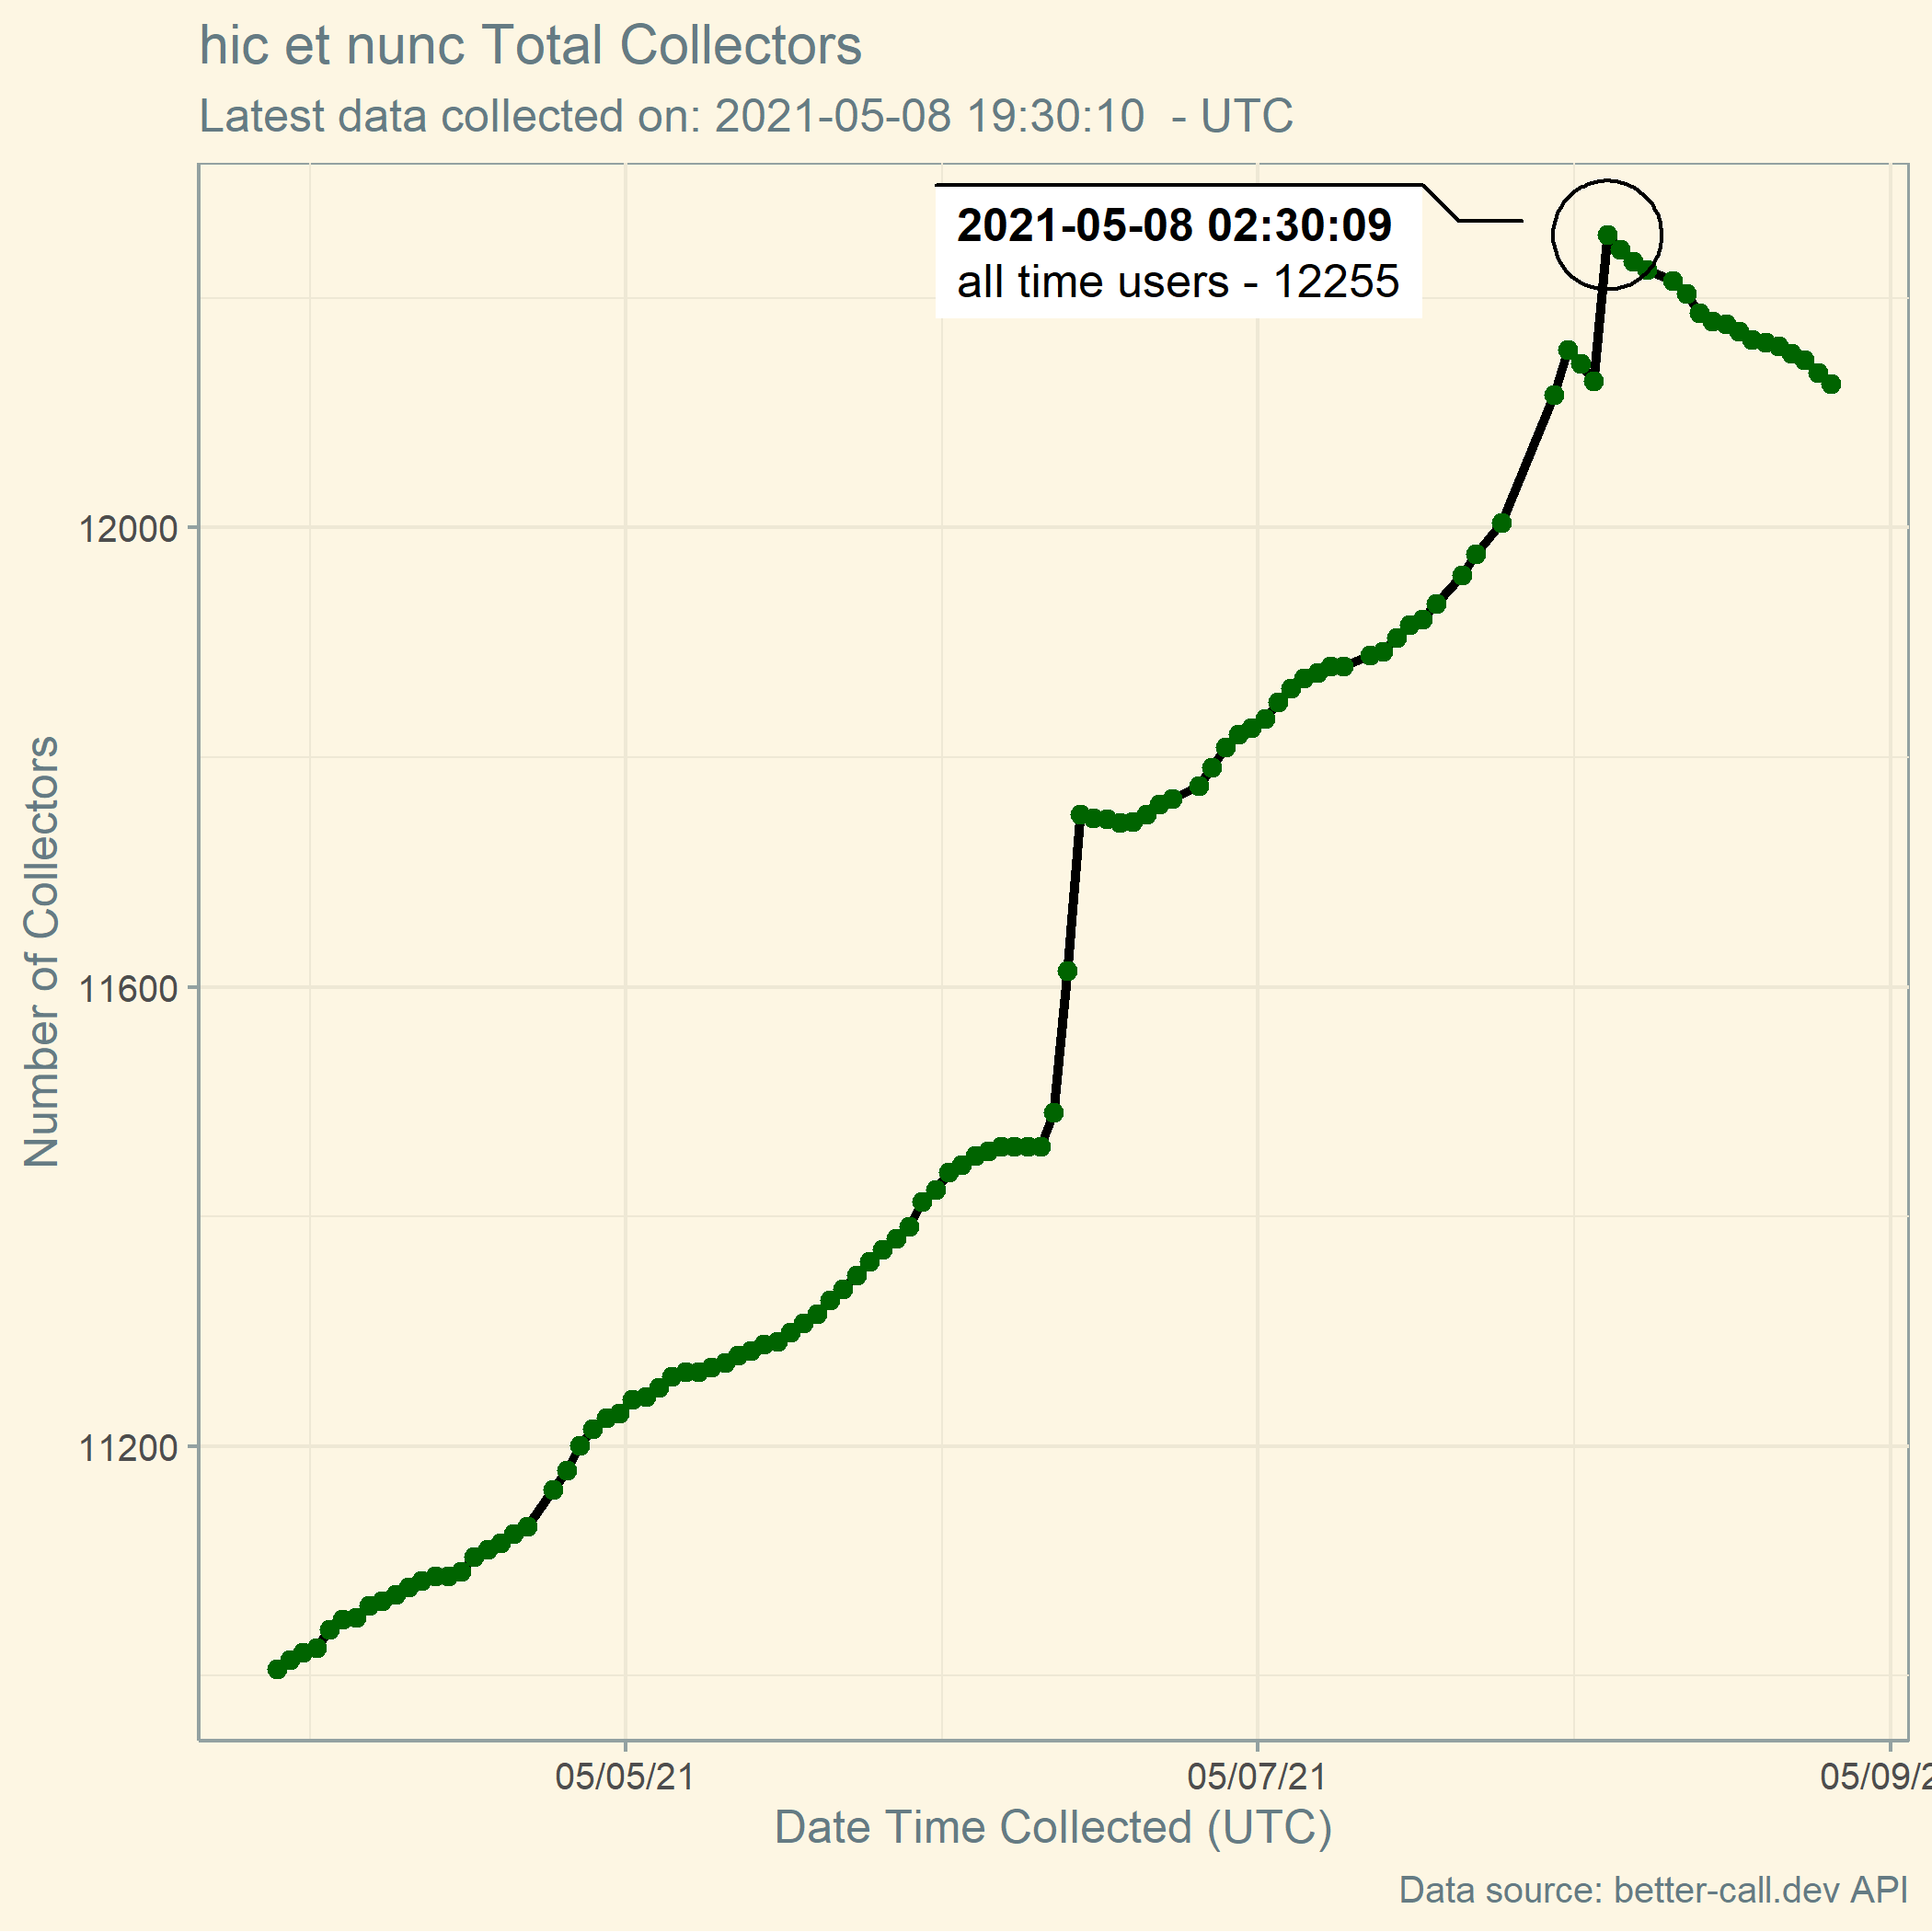 hic et nunc Total Collectors
Latest data collected on: 2021-05-08 19:30:10 - UTC
2021-05-08 02:30:09
all time users - 12255
Number of Collectors
12000
11600
11200
05/05/21
05/07/21
05/09/2
Date Time Collected (UTC)
Data source: better-call.dev API